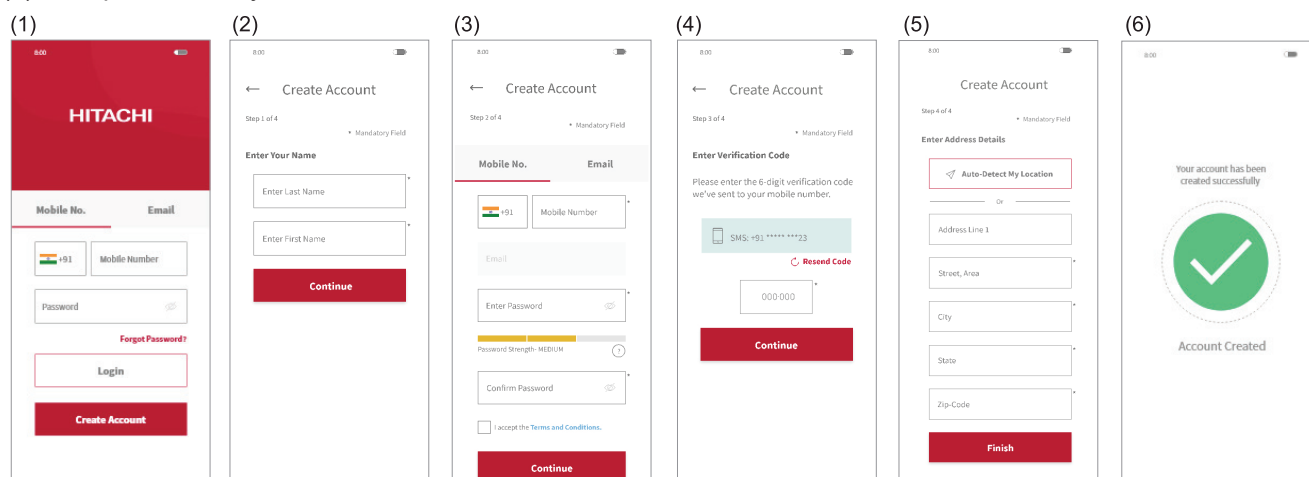 (1)
8:00
HITACHI
Mobile No. Email
+91 Mobile Number
Password
Forgot Password?
Login
Create Account
(2)
8:00
← Create Account
Step 1 of 4
* Mandatory Field
Enter Your Name
Enter Last Name *
Enter First Name *
Continue
(3)
8:00
← Create Account
Step 2 of 4
* Mandatory Field
Mobile No. Email
+91 Mobile Number *
Email
Enter Password *
Password Strength- MEDIUM ?
Confirm Password *
I accept the Terms and Conditions.
Continue
(4)
8:00
← Create Account
Step 3 of 4
* Mandatory Field
Enter Verification Code
Please enter the 6-digit verification code
we've sent to your mobile number.
SMS: +91 ***** ***23
Resend Code
000-000 *
Continue
(5)
8:00
Create Account
Step 4 of 4
* Mandatory Field
Enter Address Details
Auto-Detect My Location
Or
Address Line 1
Street, Area *
City *
State *
Zip-Code *
Finish
(6)
8:00
Your account has been
created successfully
Account Created